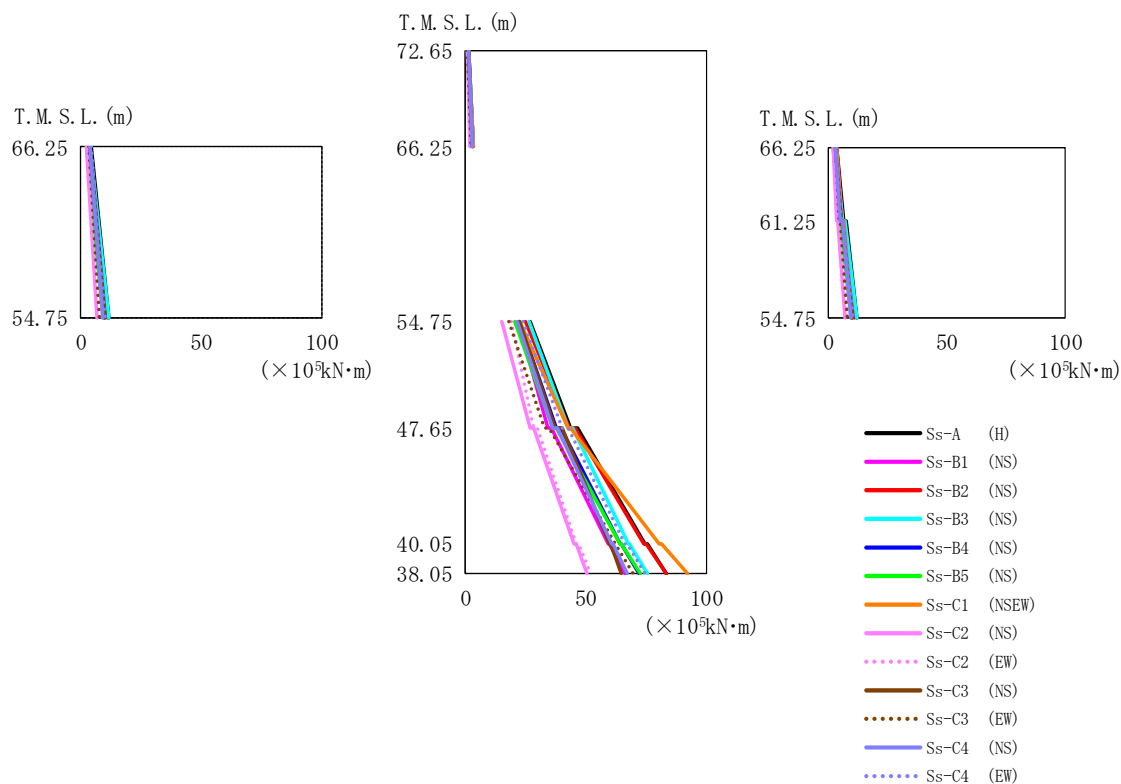 T.M.S.L.(m)
66.25
54.75
0 50 100
(×10⁵kN・m)
T.M.S.L.(m)
72.65
66.25
54.75
47.65
40.05
38.05
0 50 100
(×10⁵kN・m)
T.M.S.L.(m)
66.25
61.25
54.75
0 50 100
(×10⁵kN・m)
Ss-A (H)
Ss-B1 (NS)
Ss-B2 (NS)
Ss-B3 (NS)
Ss-B4 (NS)
Ss-B5 (NS)
Ss-C1 (NSEW)
Ss-C2 (NS)
Ss-C2 (EW)
Ss-C3 (NS)
Ss-C3 (EW)
Ss-C4 (NS)
Ss-C4 (EW)